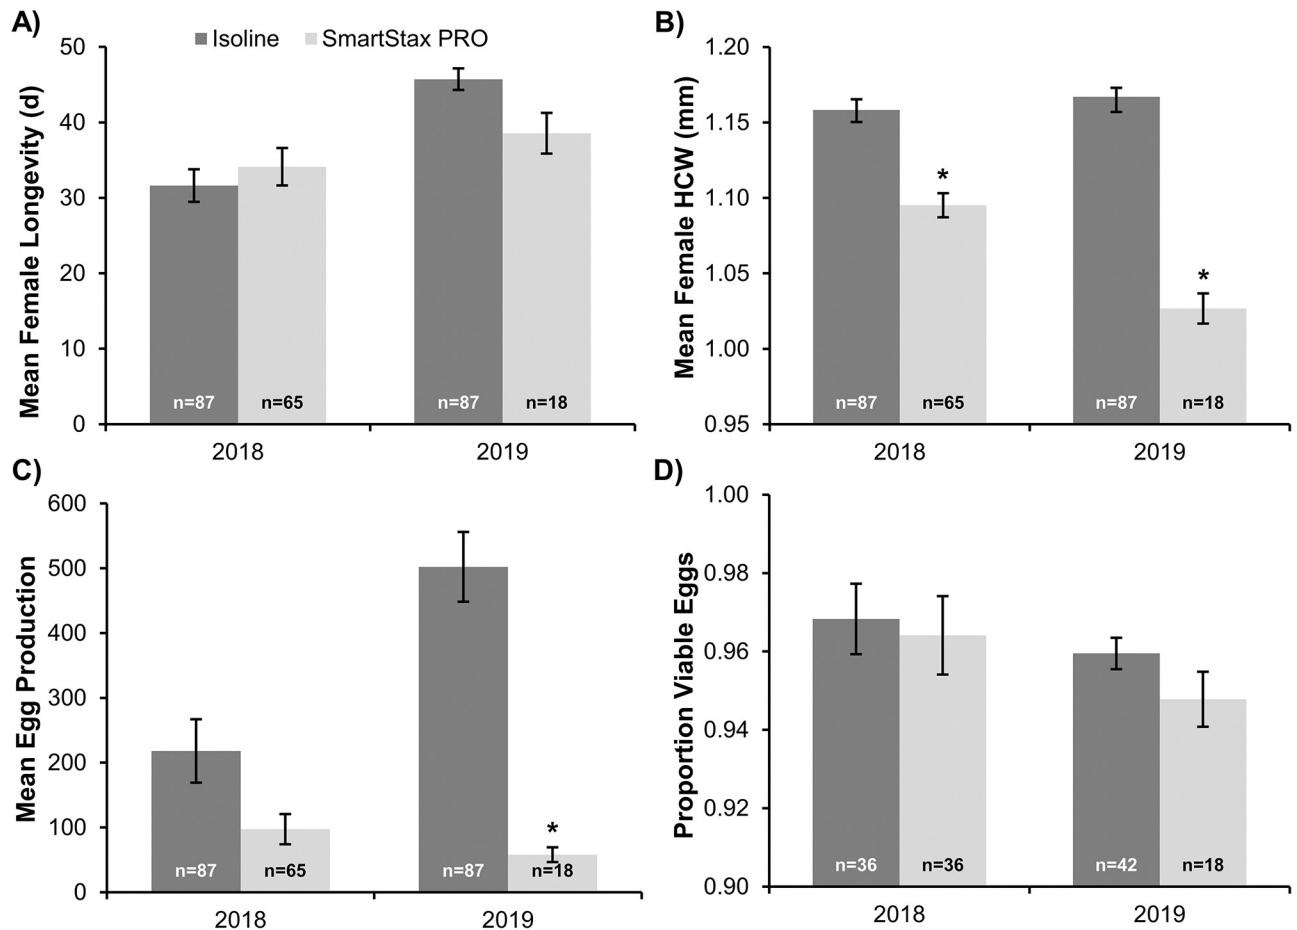 A)
Isoline SmartStax PRO
Mean Female Longevity (d)
50
40
30
20
10
0
n=87 n=65 n=87 n=18
2018 2019
B)
Mean Female HCW (mm)
1.20
1.15
1.10
1.05
1.00
0.95
*
*
n=87 n=65 n=87 n=18
2018 2019
C)
Mean Egg Production
600
500
400
300
200
100
0
*
n=87 n=65 n=87 n=18
2018 2019
D)
Proportion Viable Eggs
1.00
0.98
0.96
0.94
0.92
0.90
n=36 n=36 n=42 n=18
2018 2019